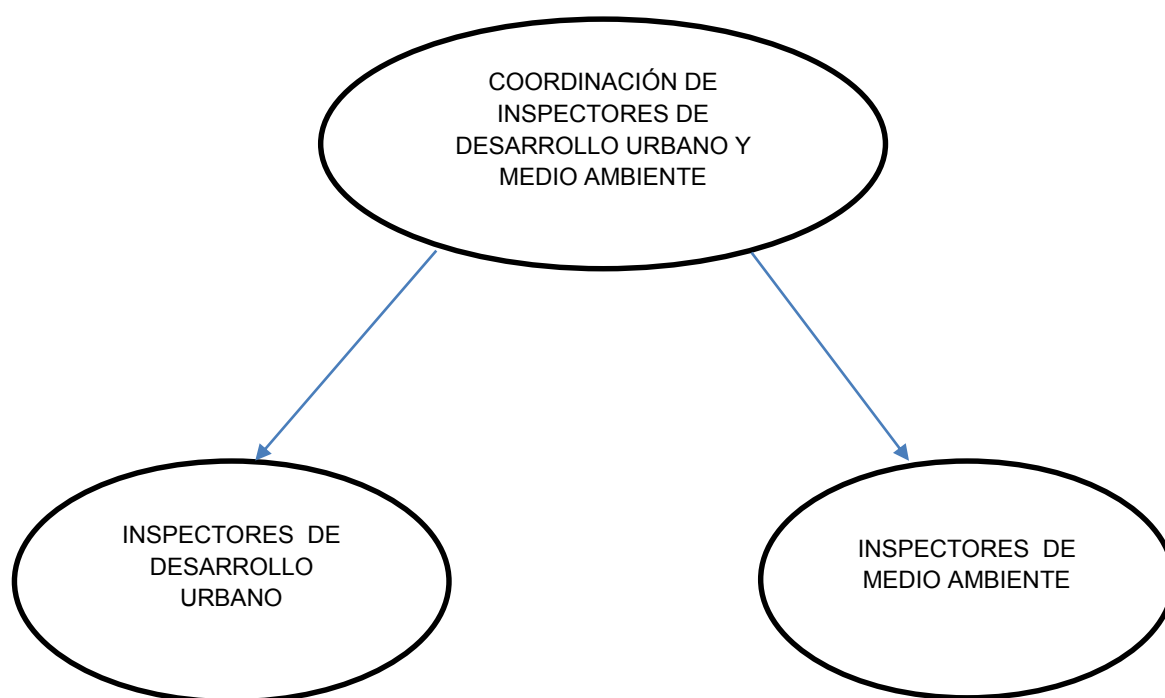 COORDINACIÓN DE
INSPECTORES DE
DESARROLLO URBANO Y
MEDIO AMBIENTE
INSPECTORES  DE
DESARROLLO
URBANO
INSPECTORES  DE
MEDIO AMBIENTE